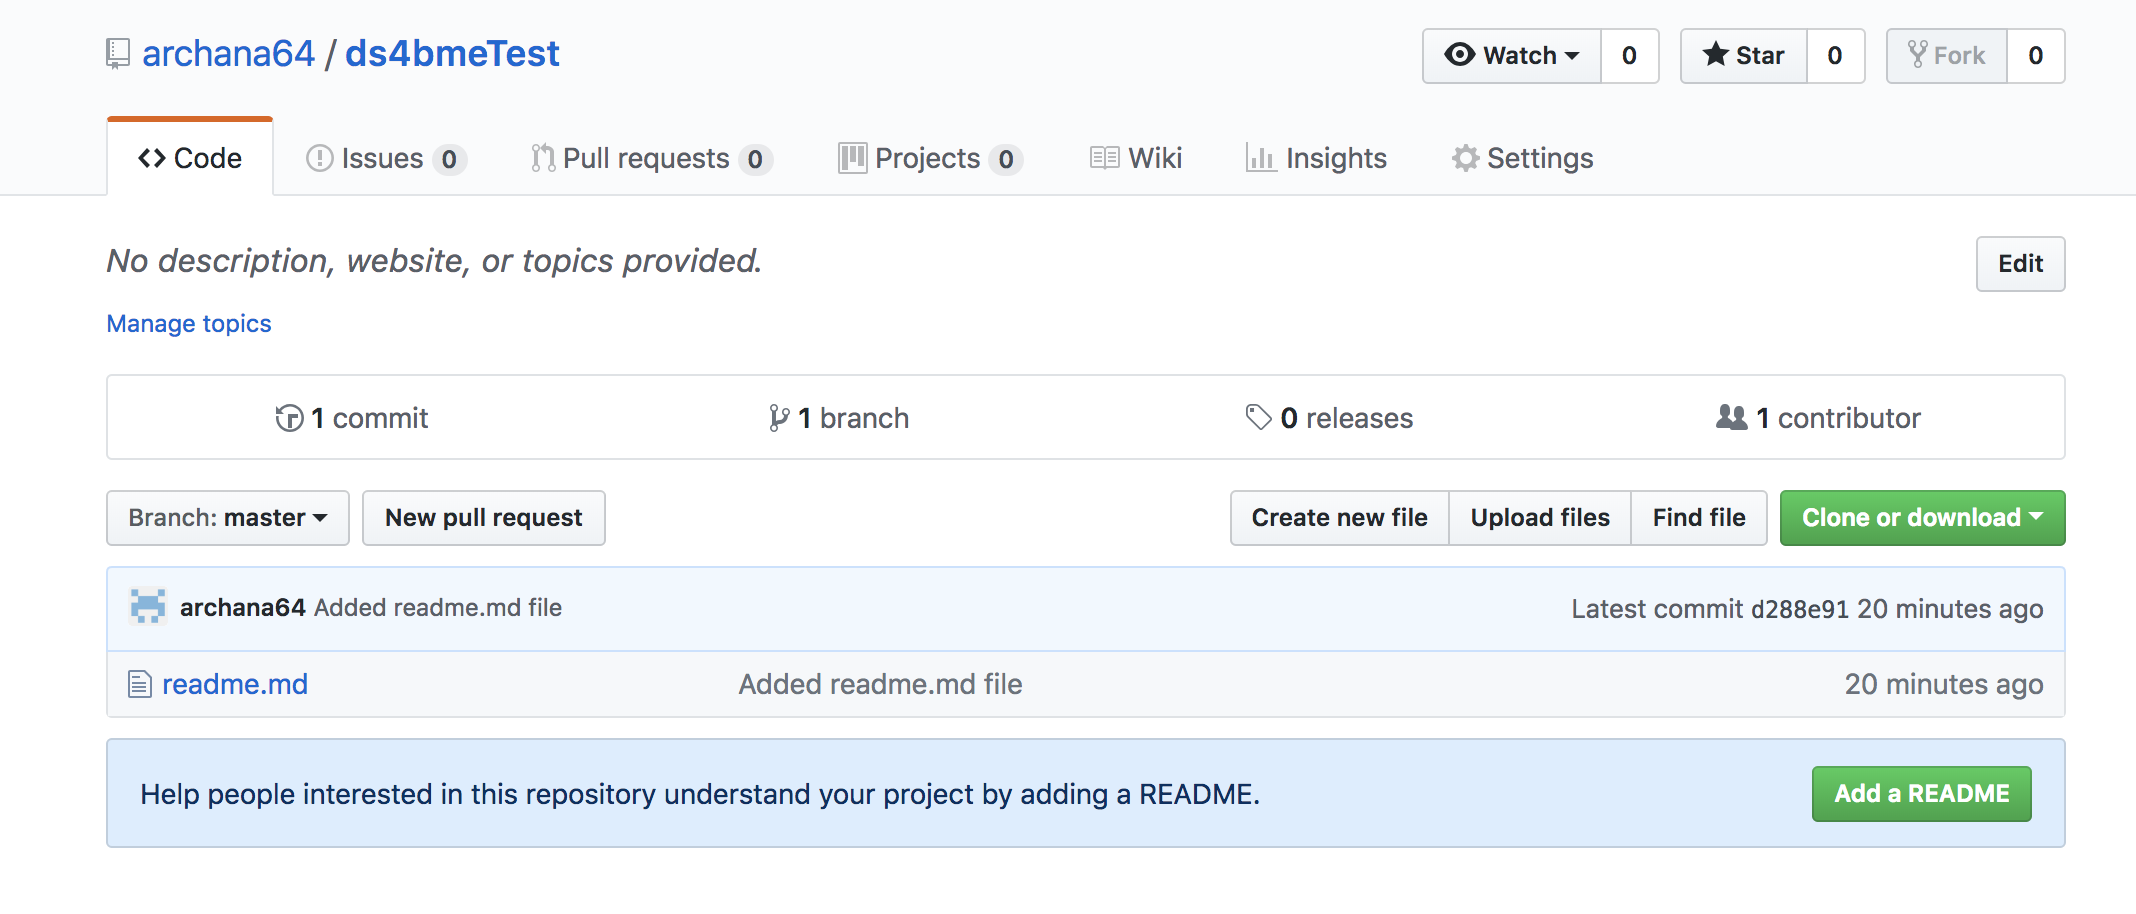 archana64 / ds4bmeTest
Watch 0 Star 0 Fork 0
Code Issues 0 Pull requests 0 Projects 0 Wiki Insights Settings
No description, website, or topics provided.
Edit
Manage topics
1 commit 1 branch 0 releases 1 contributor
Branch: master New pull request Create new file Upload files Find file Clone or download
archana64 Added readme.md file Latest commit d288e91 20 minutes ago
readme.md Added readme.md file 20 minutes ago
Help people interested in this repository understand your project by adding a README. Add a README